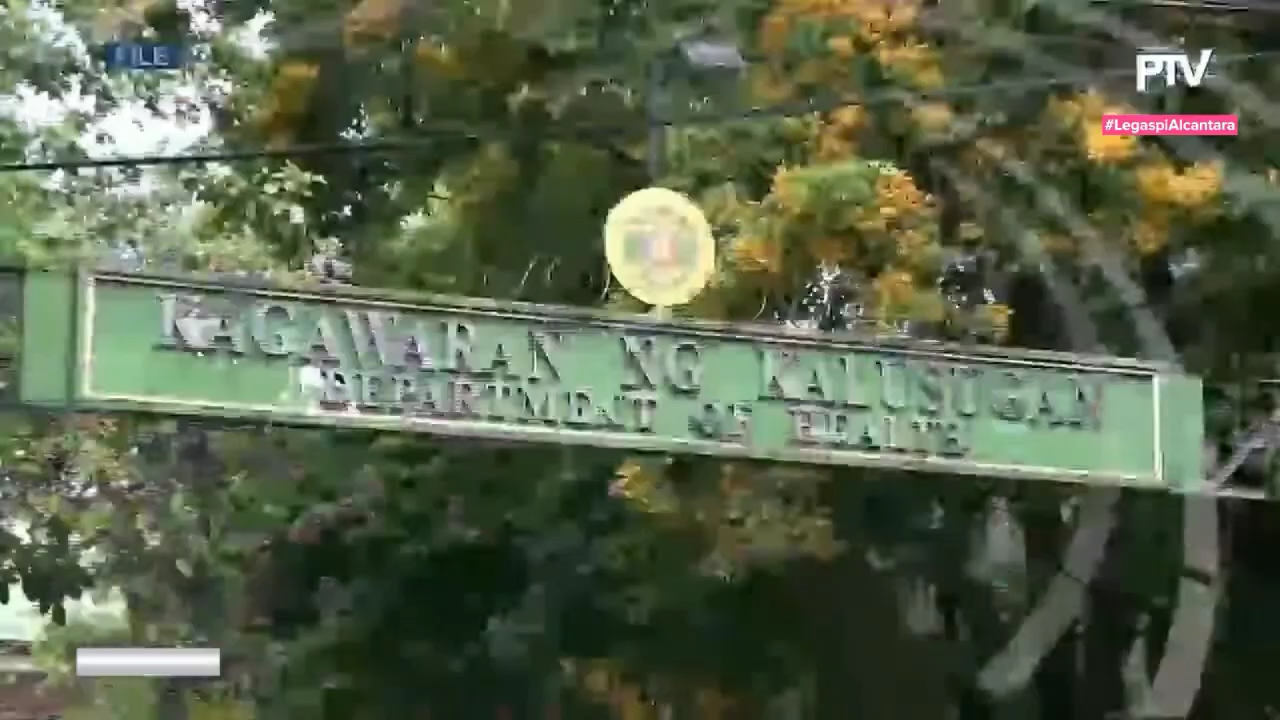 FILE
PTV
#LegaspiAlcantara
KAGAWARAN NG KALUSUGAN
DEPARTMENT OF HEALTH